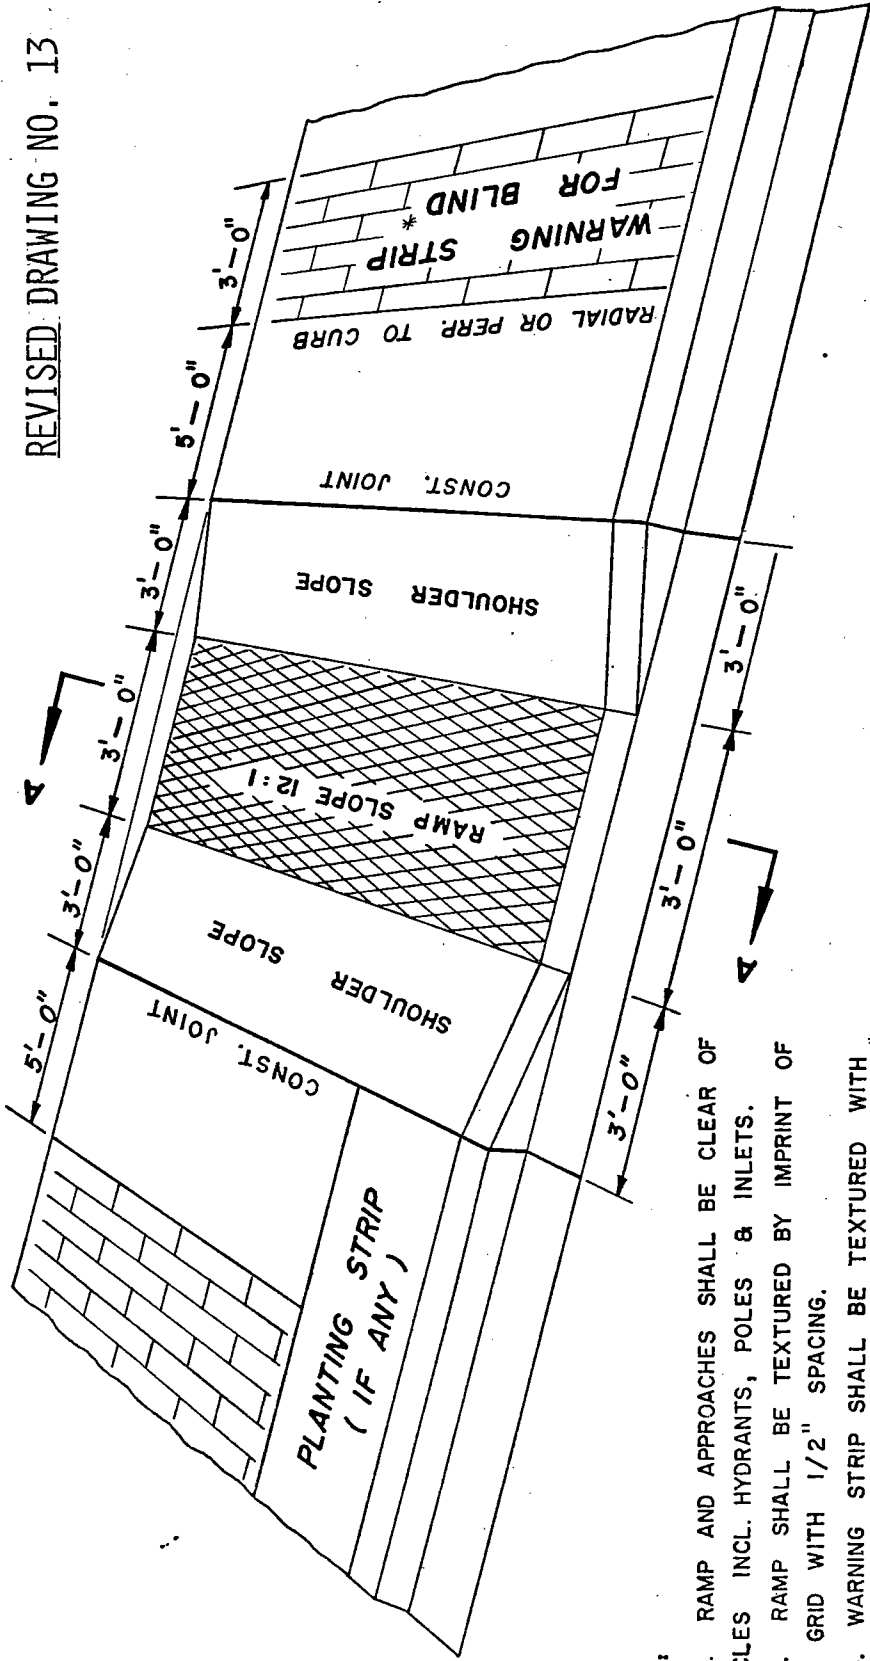 REVISED DRAWING NO. 13
5'-0"
3'-0"
3'-0"
3'-0"
5'-0"
3'-0"
A
WARNING STRIP *
FOR BLIND
RADIAL OR PERP. TO CURB
CONST. JOINT
SHOULDER SLOPE
RAMP SLOPE 12:1
SHOULDER SLOPE
CONST. JOINT
PLANTING STRIP
( IF ANY )
3'-0"
3'-0"
3'-0"
A
RAMP AND APPROACHES SHALL BE CLEAR OF
CLES INCL. HYDRANTS, POLES & INLETS.
RAMP SHALL BE TEXTURED BY IMPRINT OF
GRID WITH 1/2" SPACING.
WARNING STRIP SHALL BE TEXTURED WITH